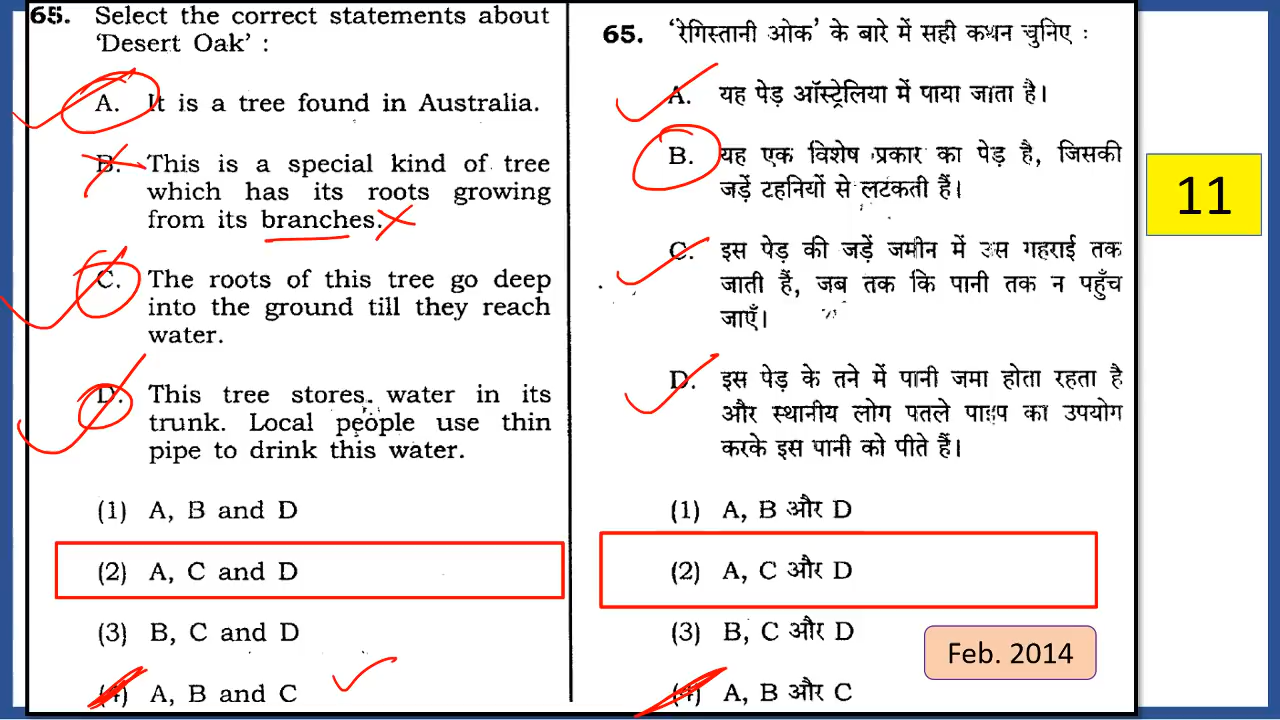 65. Select the correct statements about
'Desert Oak' :
A. It is a tree found in Australia.
B. This is a special kind of tree
which has its roots growing
from its branches.
C. The roots of this tree go deep
into the ground till they reach
water.
D. This tree stores water in its
trunk. Local people use thin
pipe to drink this water.
(1) A, B and D
(2) A, C and D
(3) B, C and D
(4) A, B and C
65. 'रेगिस्तानी ओक' के बारे में सही कथन चुनिए :
A. यह पेड़ ऑस्ट्रेलिया में पाया जाता है।
B. यह एक विशेष प्रकार का पेड़ है, जिसकी
जड़ें टहनियों से लटकती हैं।
C. इस पेड़ की जड़ें जमीन में उस गहराई तक
जाती हैं, जब तक कि पानी तक न पहुँच
जाएँ।
D. इस पेड़ के तने में पानी जमा होता रहता है
और स्थानीय लोग पतले पाइप का उपयोग
करके इस पानी को पीते हैं।
(1) A, B और D
(2) A, C और D
(3) B, C और D
(4) A, B और C
Feb. 2014
11